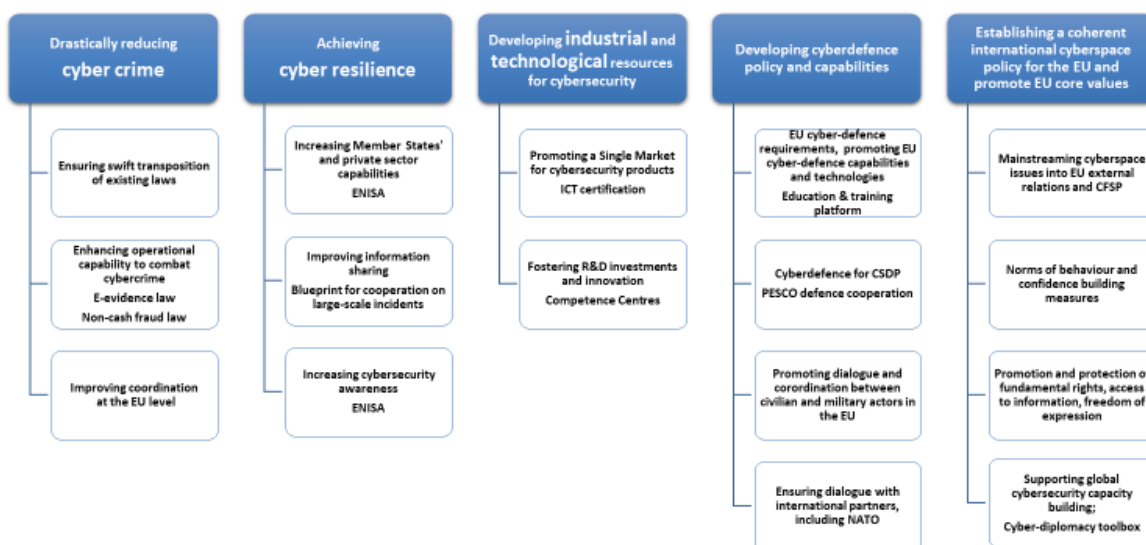 Drastically reducing
cyber crime
Ensuring swift transposition
of existing laws
Enhancing operational
capability to combat
cybercrime
E-evidence law
Non-cash fraud law
Improving coordination
at the EU level
Achieving
cyber resilience
Increasing Member States'
and private sector
capabilities
ENISA
Improving information
sharing
Blueprint for cooperation on
large-scale incidents
Increasing cybersecurity
awareness
ENISA
Developing industrial and
technological resources
for cybersecurity
Promoting a Single Market
for cybersecurity products
ICT certification
Fostering R&D investments
and innovation
Competence Centres
Developing cyberdefence
policy and capabilities
EU cyber-defence
requirements, promoting EU
cyber-defence capabilities
and technologies
Education & training
platform
Cyberdefence for CSDP
PESCO defence cooperation
Promoting dialogue and
corordination between
civilian and military actors in
the EU
Ensuring dialogue with
international partners,
including NATO
Establishing a coherent
international cyberspace
policy for the EU and
promote EU core values
Mainstreaming cyberspace
issues into EU external
relations and CFSP
Norms of behaviour and
confidence building
measures
Promotion and protection o
fundamental rights, access
to information, freedom of
expression
Supporting global
cybersecurity capacity
building;
Cyber-diplomacy toolbox